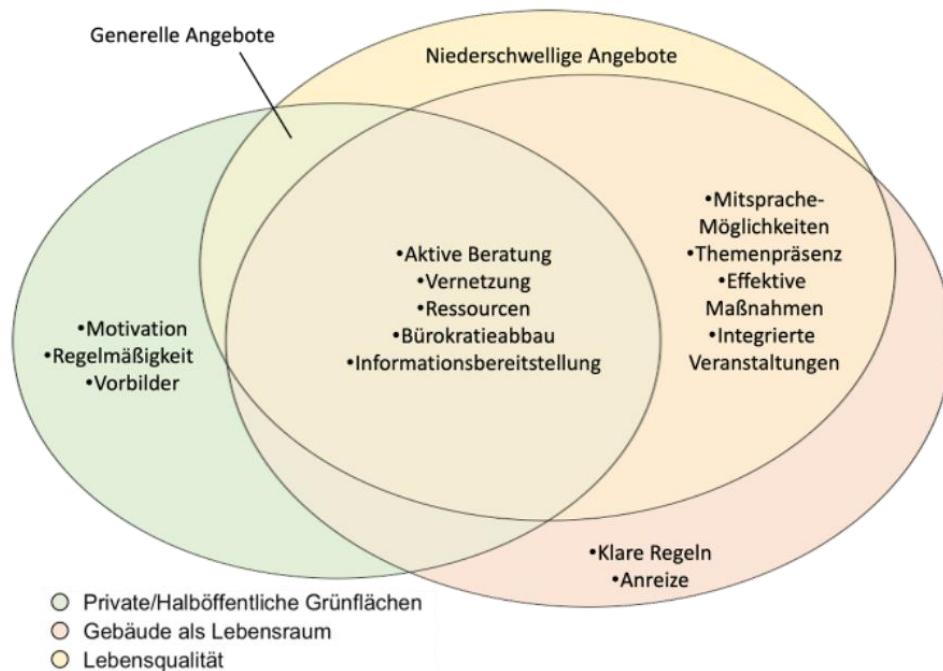 Generelle Angebote
Niederschwellige Angebote
•Mitsprache-
Möglichkeiten
•Themenpräsenz
•Effektive
Maßnahmen
•Integrierte
Veranstaltungen
•Aktive Beratung
•Vernetzung
•Ressourcen
•Bürokratieabbau
•Informationsbereitstellung
•Motivation
•Regelmäßigkeit
•Vorbilder
•Klare Regeln
•Anreize
Private/Halböffentliche Grünflächen
Gebäude als Lebensraum
Lebensqualität